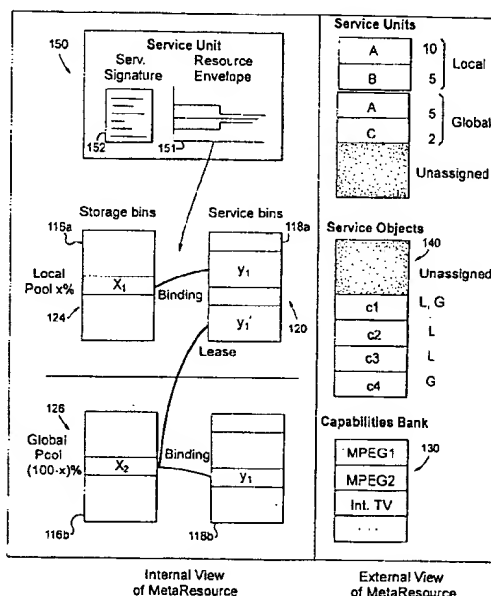 150
Service Unit
Serv. Signature
Resource Envelope
152
151
Storage bins
Service bins
116a
118a
X1
y1
Binding
Local Pool x%
124
y1'
120
Lease
126
Global Pool (100-x)%
X2
Binding
y1
116b
118b
Internal View of MetaResource
Service Units
A 10
B 5
Local
A 5
C 2
Global
Unassigned
Service Objects
140
Unassigned
c1 L, G
c2 L
c3 L
c4 G
Capabilities Bank
MPEG1
130
MPEG2
Int. TV
. . .
External View of MetaResource